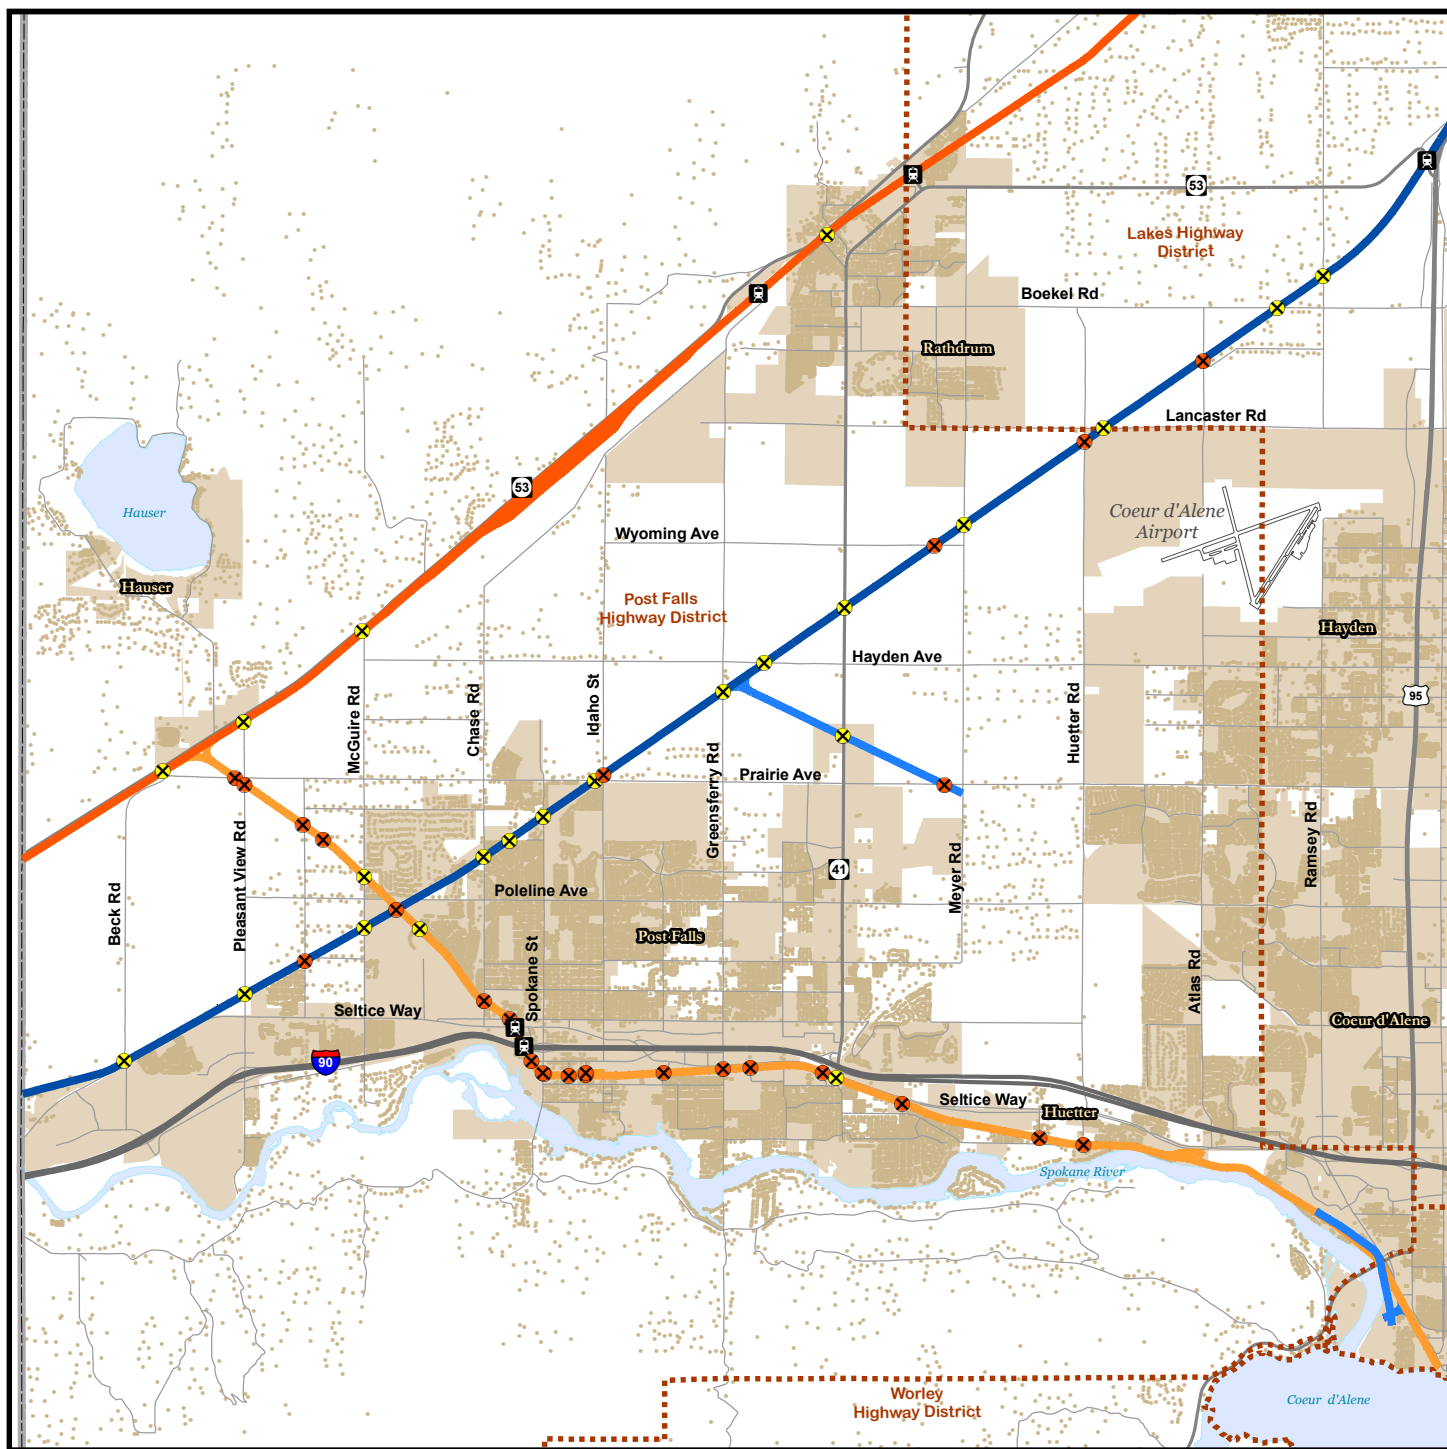 53
Lakes Highway
District
Boekel Rd
Rathdrum
Lancaster Rd
53
Hauser
Coeur d'Alene
Airport
Wyoming Ave
Hauser
Post Falls
Highway District
Hayden
Hayden Ave
McGuire Rd
Chase Rd
Idaho St
Huetter Rd
95
Prairie Ave
Greensferry Rd
Pleasant View Rd
Ramsey Rd
41
Meyer Rd
Beck Rd
Poleline Ave
Post Falls
Spokane St
Atlas Rd
Seltice Way
Coeur d'Alene
90
Seltice Way
Huetter
Spokane River
Worley
Highway District
Coeur d'Alene